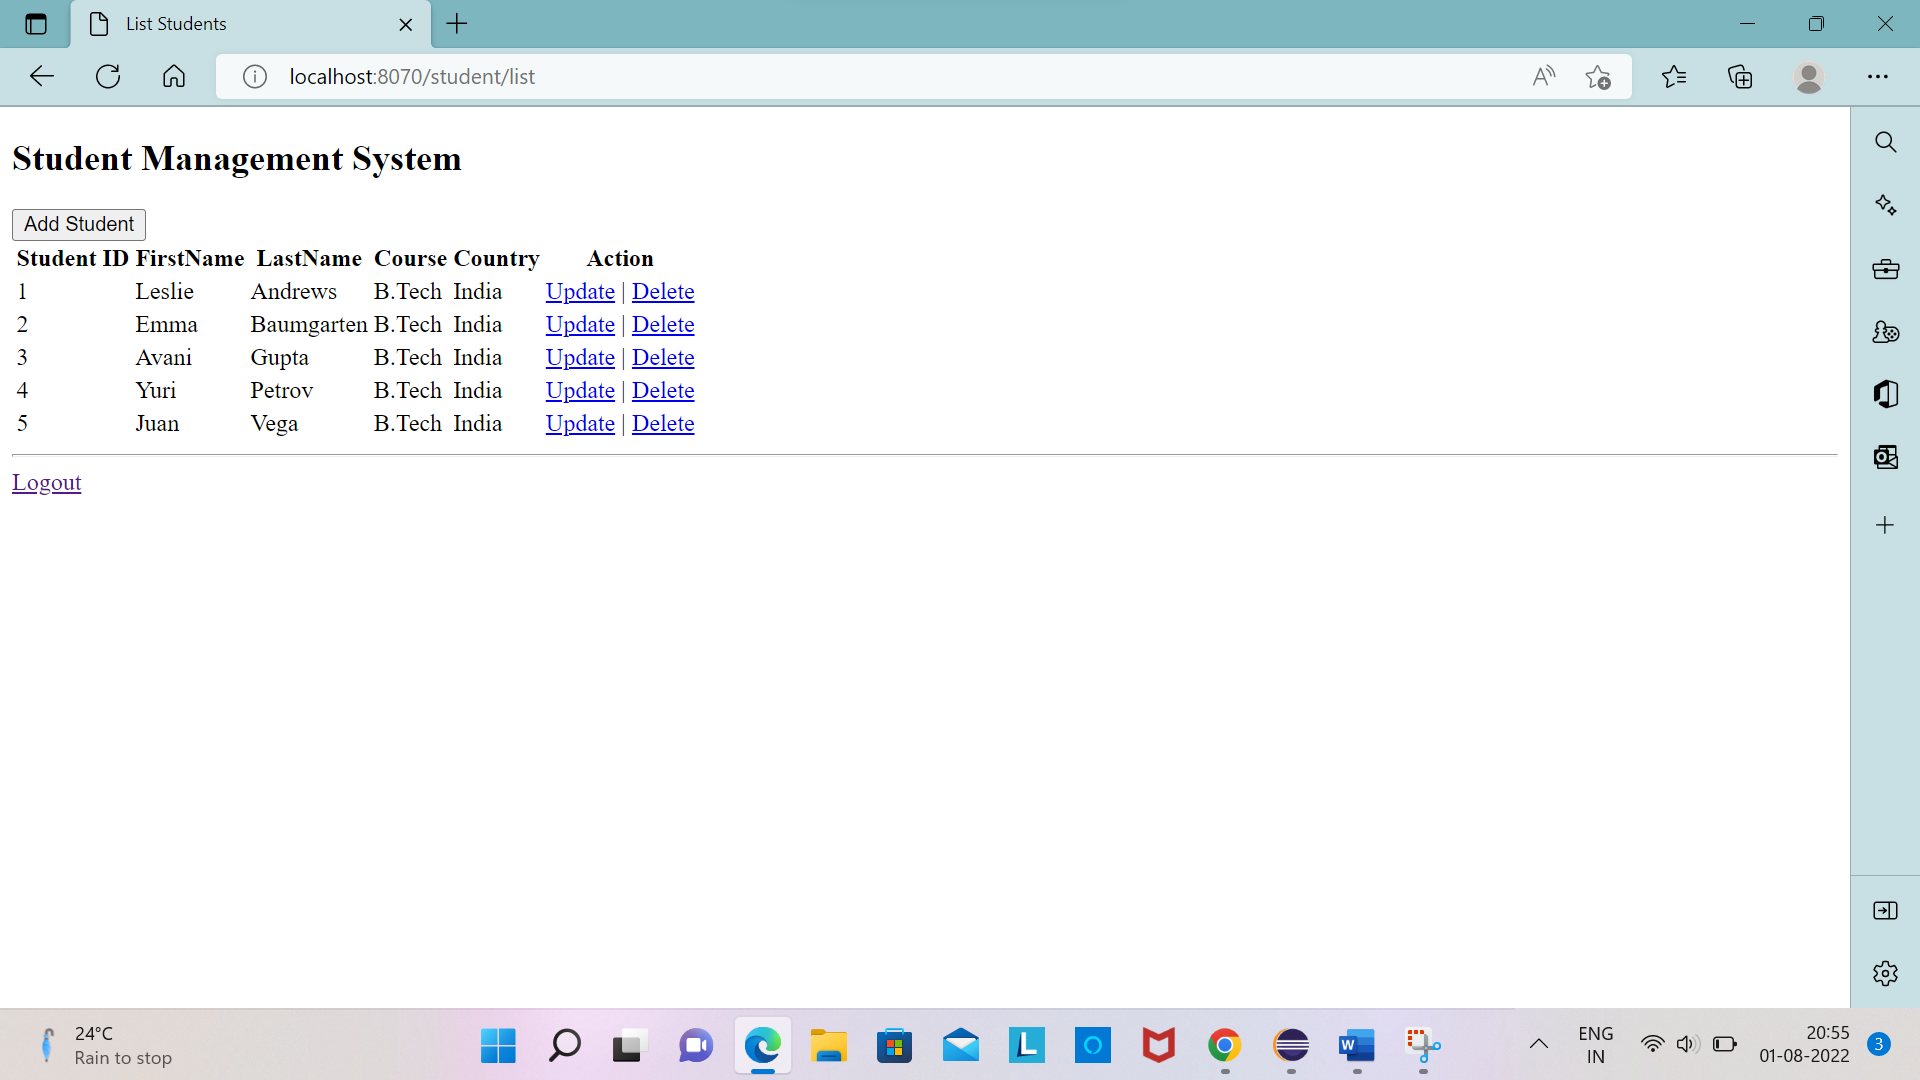 List Students
localhost:8070/student/list
Student Management System
Add Student
Student ID FirstName LastName Course Country Action
1 Leslie Andrews B.Tech India Update | Delete
2 Emma Baumgarten B.Tech India Update | Delete
3 Avani Gupta B.Tech India Update | Delete
4 Yuri Petrov B.Tech India Update | Delete
5 Juan Vega B.Tech India Update | Delete
Logout
24°C
Rain to stop
ENG
IN
20:55
01-08-2022
3